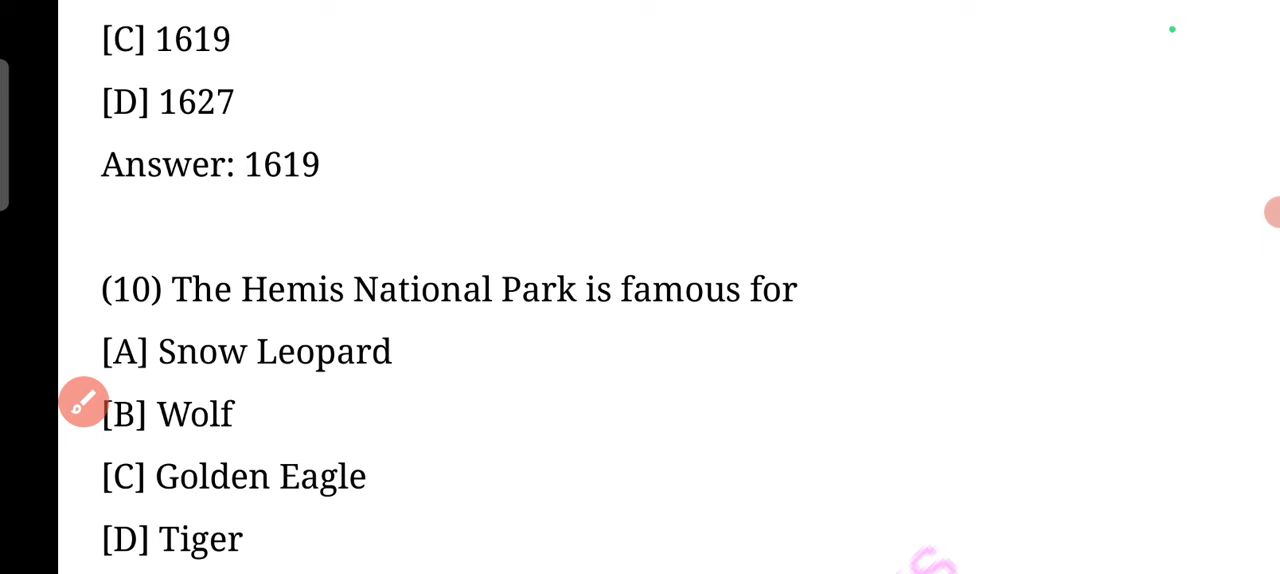 [C] 1619
[D] 1627
Answer: 1619
(10) The Hemis National Park is famous for
[A] Snow Leopard
[B] Wolf
[C] Golden Eagle
[D] Tiger